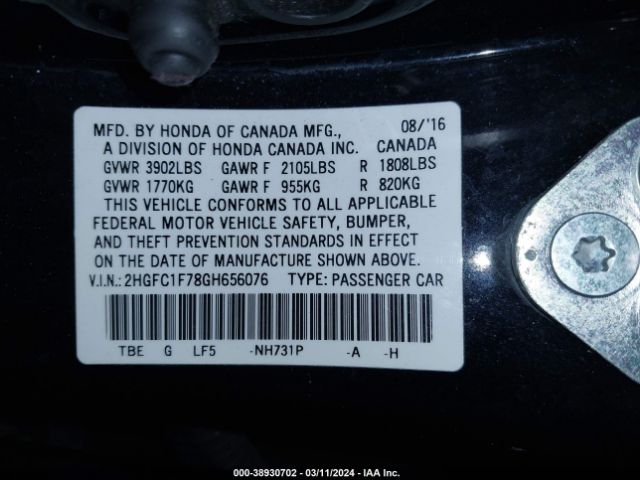 MFD. BY HONDA OF CANADA MFG., 08/'16
A DIVISION OF HONDA CANADA INC. CANADA
GVWR 3902LBS GAWR F 2105LBS R 1808LBS
GVWR 1770KG GAWR F 955KG R 820KG
THIS VEHICLE CONFORMS TO ALL APPLICABLE
FEDERAL MOTOR VEHICLE SAFETY, BUMPER,
AND THEFT PREVENTION STANDARDS IN EFFECT
ON THE DATE OF MANUFACTURE SHOWN ABOVE.
V.I.N.: 2HGFC1F78GH656076 TYPE: PASSENGER CAR
TBE G LF5 -NH731P -A -H
000-38930702 - 03/11/2024 - IAA Inc.